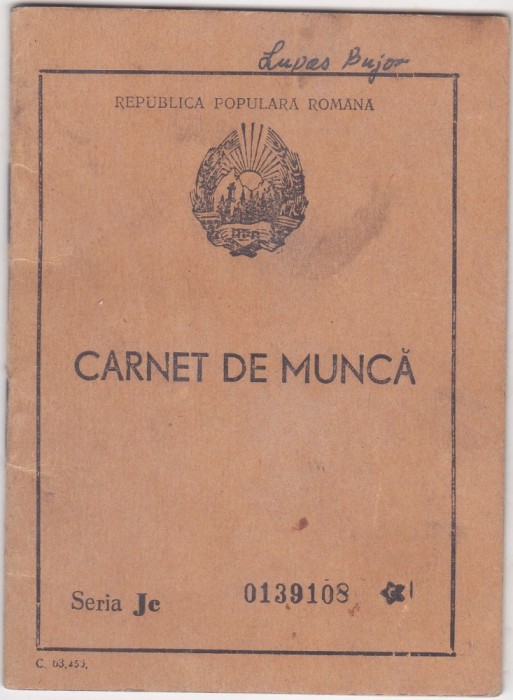 Lupas Bujor
REPUBLICA POPULARA ROMANA
RPR
CARNET DE MUNCĂ
Seria Jc 0139108